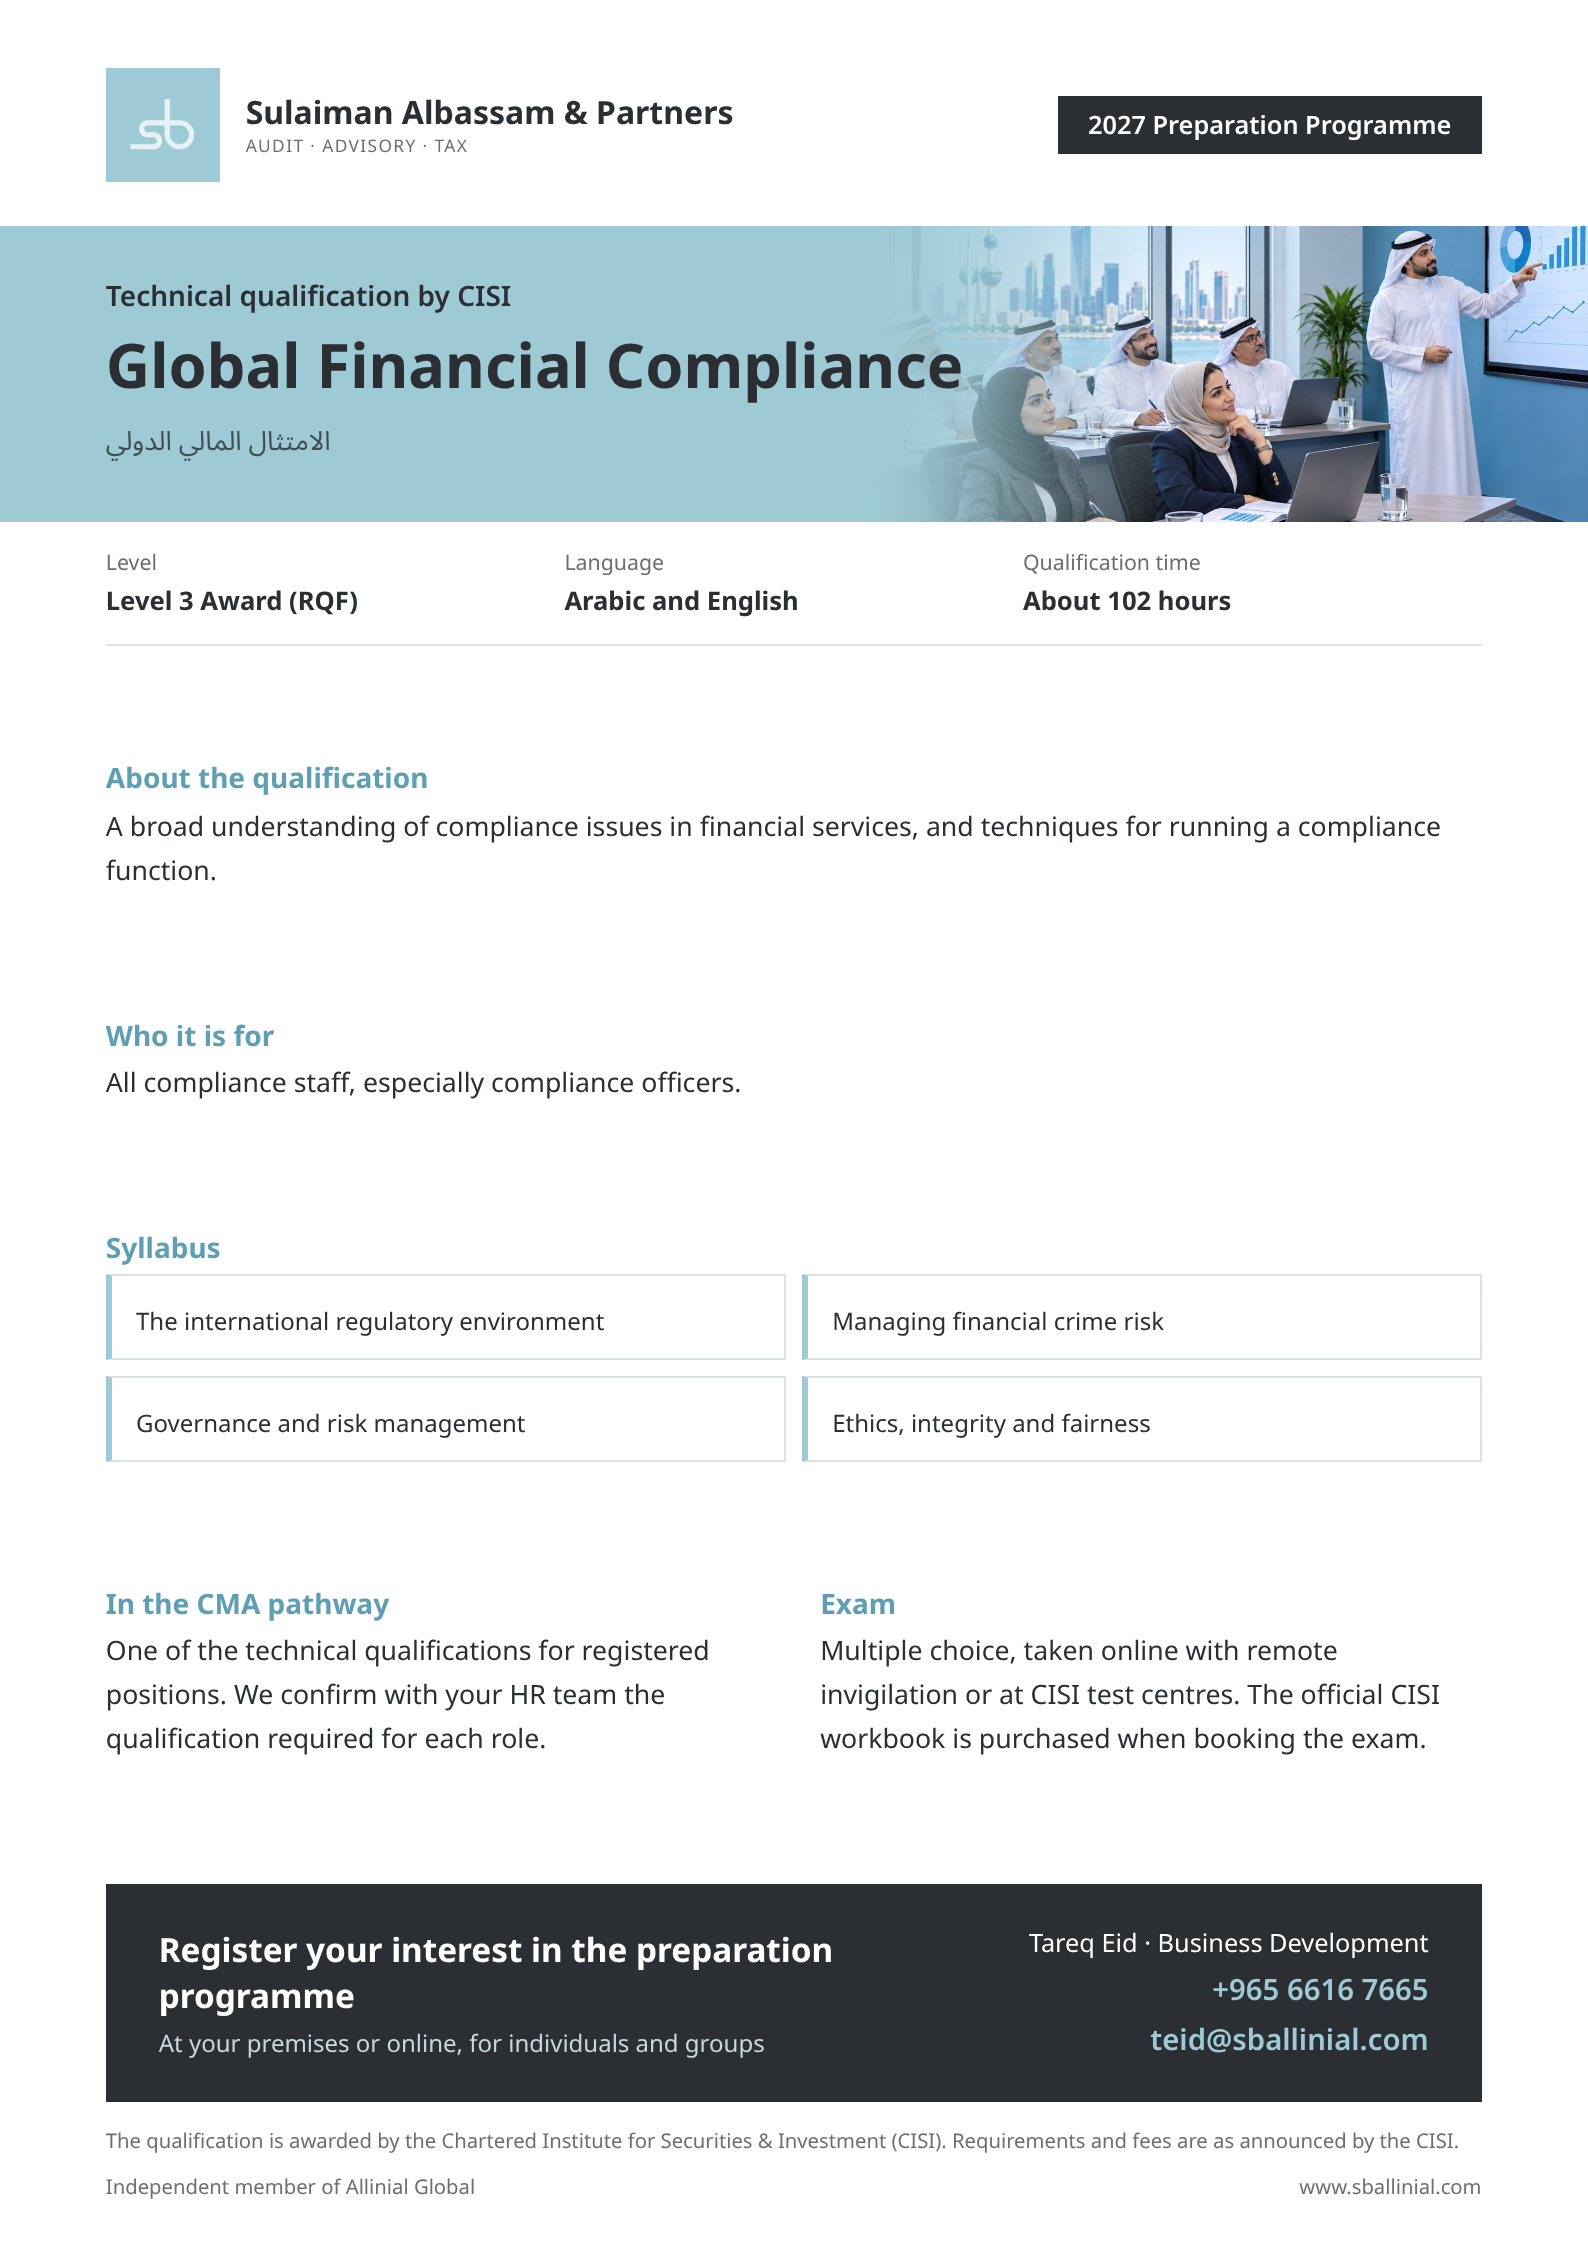 sb
Sulaiman Albassam & Partners
AUDIT · ADVISORY · TAX
2027 Preparation Programme
Technical qualification by CISI
Global Financial Compliance
الامتثال المالي الدولي
Level
Level 3 Award (RQF)
Language
Arabic and English
Qualification time
About 102 hours
About the qualification
A broad understanding of compliance issues in financial services, and techniques for running a compliance
function.
Who it is for
All compliance staff, especially compliance officers.
Syllabus
The international regulatory environment
Managing financial crime risk
Governance and risk management
Ethics, integrity and fairness
In the CMA pathway
One of the technical qualifications for registered
positions. We confirm with your HR team the
qualification required for each role.
Exam
Multiple choice, taken online with remote
invigilation or at CISI test centres. The official CISI
workbook is purchased when booking the exam.
Register your interest in the preparation
programme
At your premises or online, for individuals and groups
Tareq Eid · Business Development
+965 6616 7665
teid@sballinial.com
The qualification is awarded by the Chartered Institute for Securities & Investment (CISI). Requirements and fees are as announced by the CISI.
Independent member of Allinial Global
www.sballinial.com